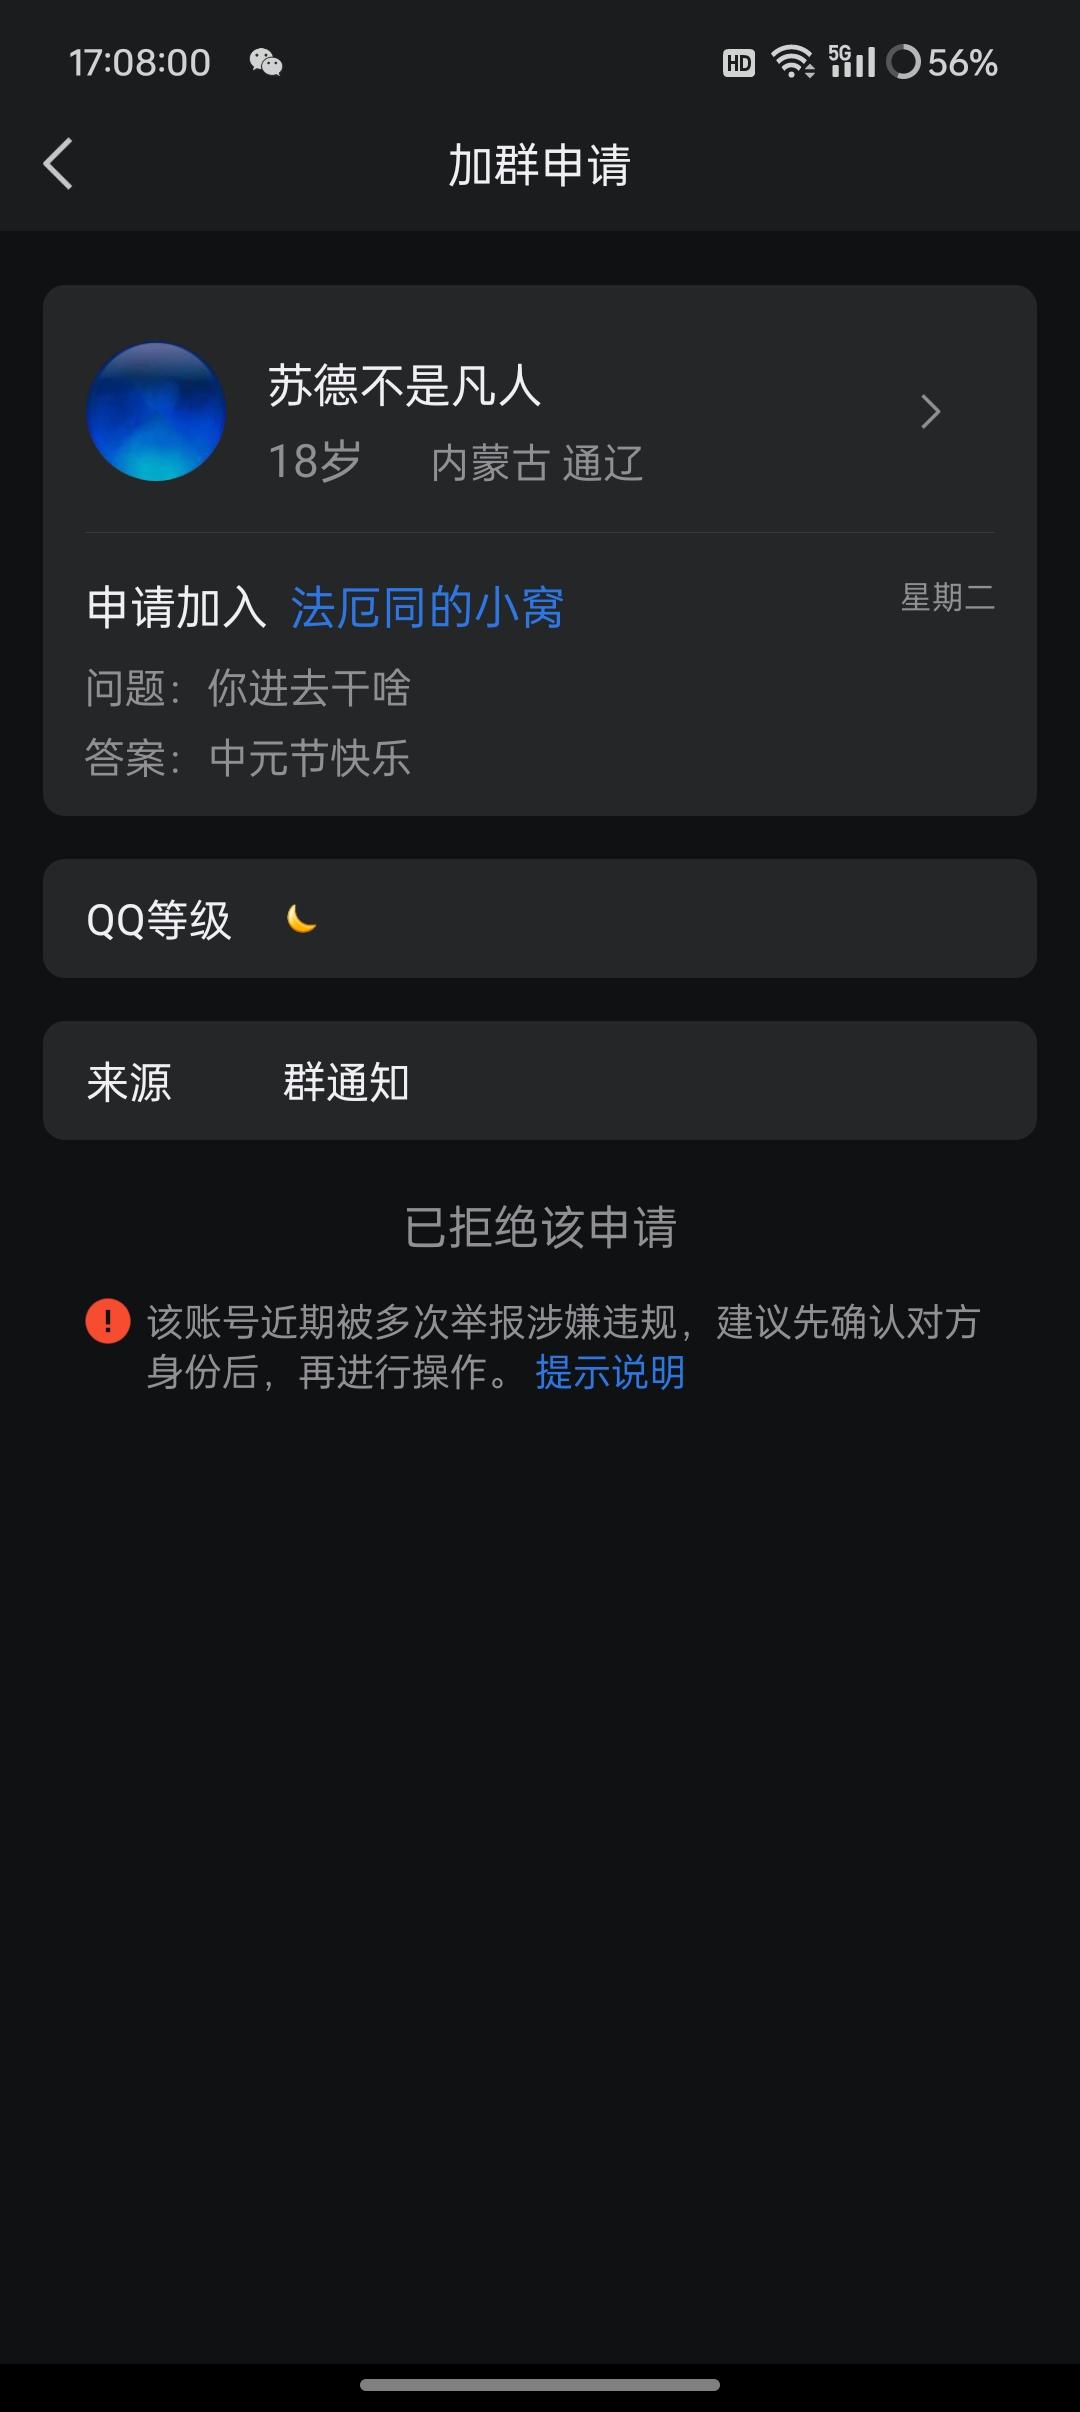 17:08:00 HD 5G 56%
加群申请
苏德不是凡人
18岁 内蒙古 通辽
申请加入 法厄同的小窝 星期二
问题：你进去干啥
答案：中元节快乐
QQ等级
来源 群通知
已拒绝该申请
该账号近期被多次举报涉嫌违规，建议先确认对方
身份后，再进行操作。提示说明